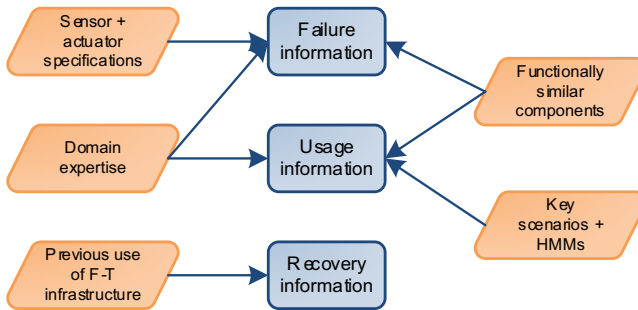 Sensor +
actuator
specifications
Failure
information
Functionally
similar
components
Domain
expertise
Usage
information
Key
scenarios +
HMMs
Previous use
of F-T
infrastructure
Recovery
information